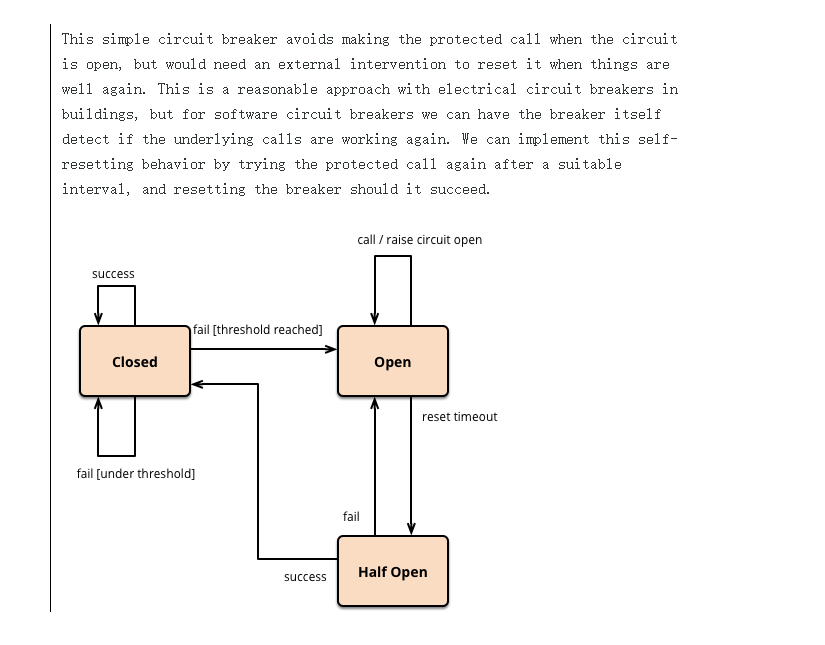 This simple circuit breaker avoids making the protected call when the circuit
is open, but would need an external intervention to reset it when things are
well again. This is a reasonable approach with electrical circuit breakers in
buildings, but for software circuit breakers we can have the breaker itself
detect if the underlying calls are working again. We can implement this self-
resetting behavior by trying the protected call again after a suitable
interval, and resetting the breaker should it succeed.
call / raise circuit open
success
fail [threshold reached]
Closed
Open
reset timeout
fail [under threshold]
fail
success
Half Open